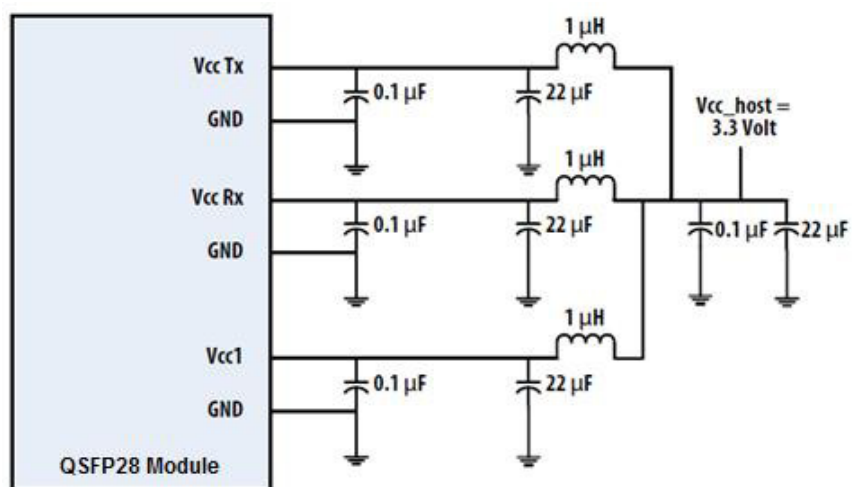 1 µH
Vcc Tx
0.1 µF
22 µF
GND
Vcc_host =
3.3 Volt
1 µH
Vcc Rx
0.1 µF
22 µF
0.1 µF
22 µF
GND
1 µH
Vcc1
0.1 µF
22 µF
GND
QSFP28 Module